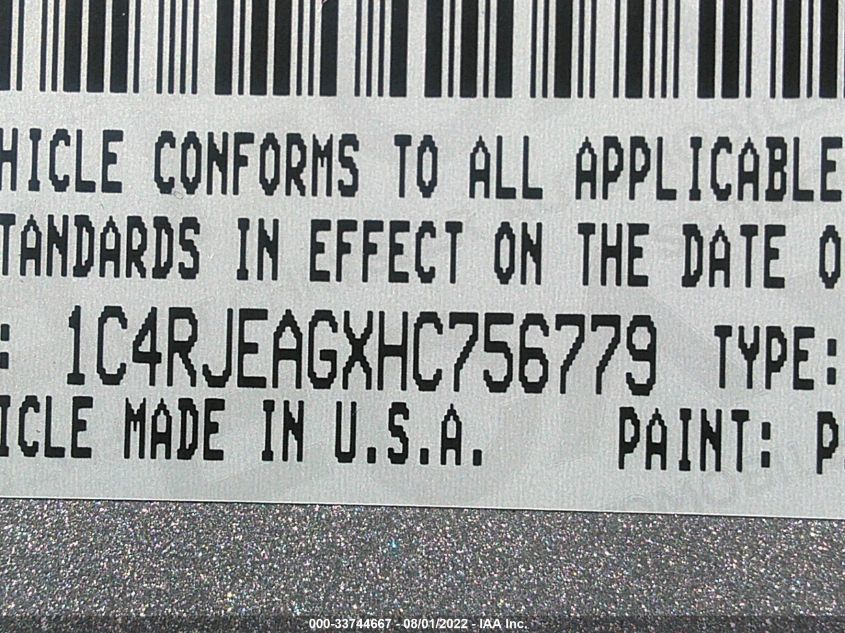 HICLE CONFORMS TO ALL APPLICABLE
TANDARDS IN EFFECT ON THE DATE O
: 1C4RJEAGXHC756779 TYPE:
ICLE MADE IN U.S.A. PAINT: P
000-33744667 - 08/01/2022 - IAA Inc.